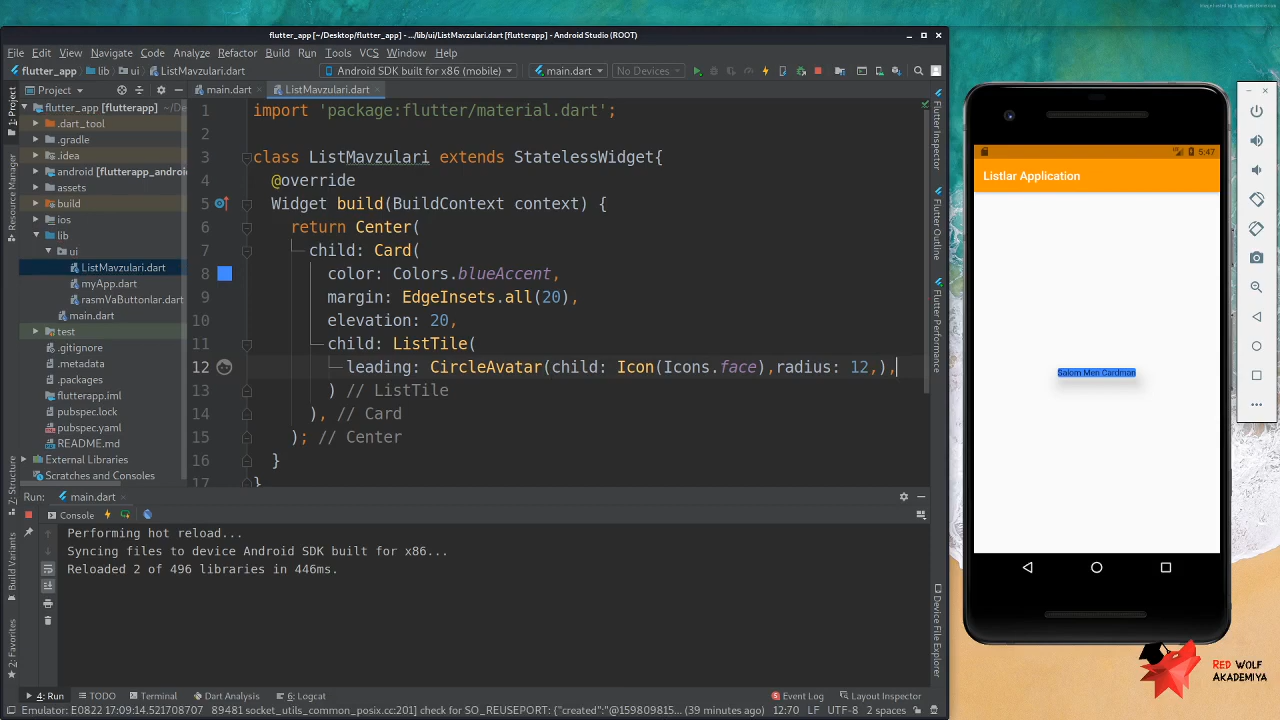 flutter_app [~/Desktop/flutter_app] - .../lib/ui/ListMavzulari.dart [flutterapp] - Android Studio (ROOT)
File Edit View Navigate Code Analyze Refactor Build Run Tools VCS Window Help
flutter_app lib ui ListMavzulari.dart Android SDK built for x86 (mobile) main.dart No Devices
Project main.dart ListMavzulari.dart
1: Project
Resource Manager
Z: Structure
Build Variants
2: Favorites
flutter_app [flutterapp] ~/De
.dart_tool
.gradle
.idea
android [flutterapp_androi
assets
build
ios
lib
ui
ListMavzulari.dart
myApp.dart
rasmVaButtonlar.dart
main.dart
test
.gitignore
.metadata
.packages
flutterapp.iml
pubspec.lock
pubspec.yaml
README.md
External Libraries
Scratches and Consoles
1 import 'package:flutter/material.dart';
2
3 class ListMavzulari extends StatelessWidget{
4 @override
5 Widget build(BuildContext context) {
6 return Center(
7 child: Card(
8 color: Colors.blueAccent,
9 margin: EdgeInsets.all(20),
10 elevation: 20,
11 child: ListTile(
12 leading: CircleAvatar(child: Icon(Icons.face),radius: 12,),
13 ) // ListTile
14 ), // Card
15 ); // Center
16 }
17 }
Flutter Inspector
Flutter Outline
Flutter Performance
Device File Explorer
Run: main.dart
Console
Performing hot reload...
Syncing files to device Android SDK built for x86...
Reloaded 2 of 496 libraries in 446ms.
4: Run TODO Terminal Dart Analysis 6: Logcat Event Log Layout Inspector
Emulator: E0822 17:09:14.521708707 89481 socket_utils_common_posix.cc:201] check for SO_REUSEPORT: {"created":"@159809815... (39 minutes ago) 12:70 LF UTF-8 2 spaces
5:47
Listlar Application
Salom Men Cardman
RED WOLF
AKADEMIYA